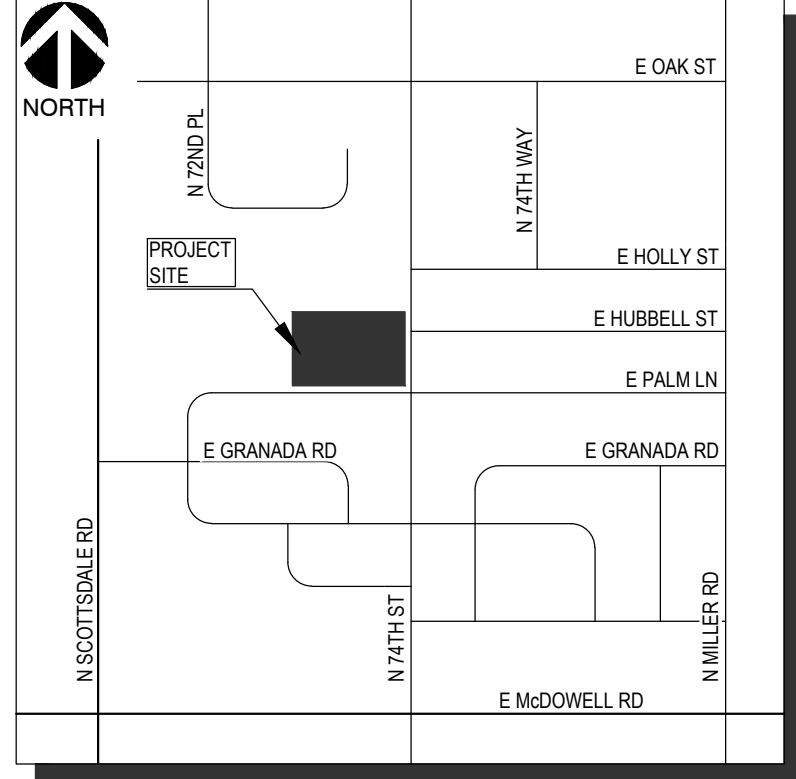 E OAK ST
NORTH
N 72ND PL
N 74TH WAY
PROJECT
SITE
E HOLLY ST
E HUBBELL ST
E PALM LN
E GRANADA RD
E GRANADA RD
N SCOTTSDALE RD
N 74TH ST
N MILLER RD
E McDOWELL RD